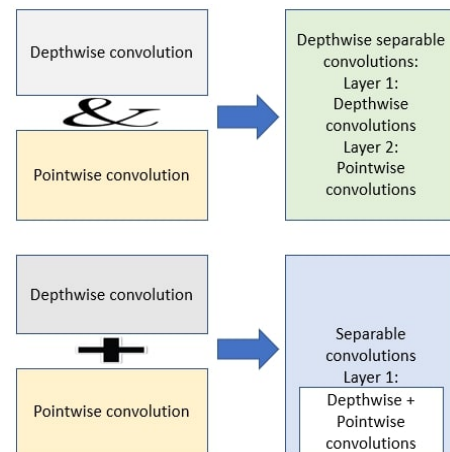 Depthwise convolution
&
Pointwise convolution
Depthwise separable
convolutions:
Layer 1:
Depthwise
convolutions
Layer 2:
Pointwise
convolutions
Depthwise convolution
+
Pointwise convolution
Separable
convolutions
Layer 1:
Depthwise +
Pointwise
convolutions